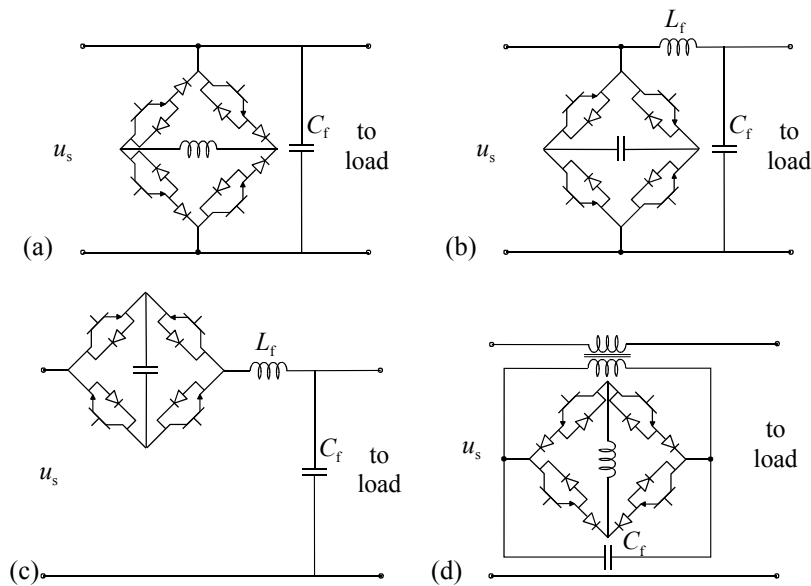 u_s
C_f
to
load
(a)
L_f
u_s
C_f
to
load
(b)
L_f
u_s
C_f
to
load
(c)
u_s
C_f
to
load
(d)